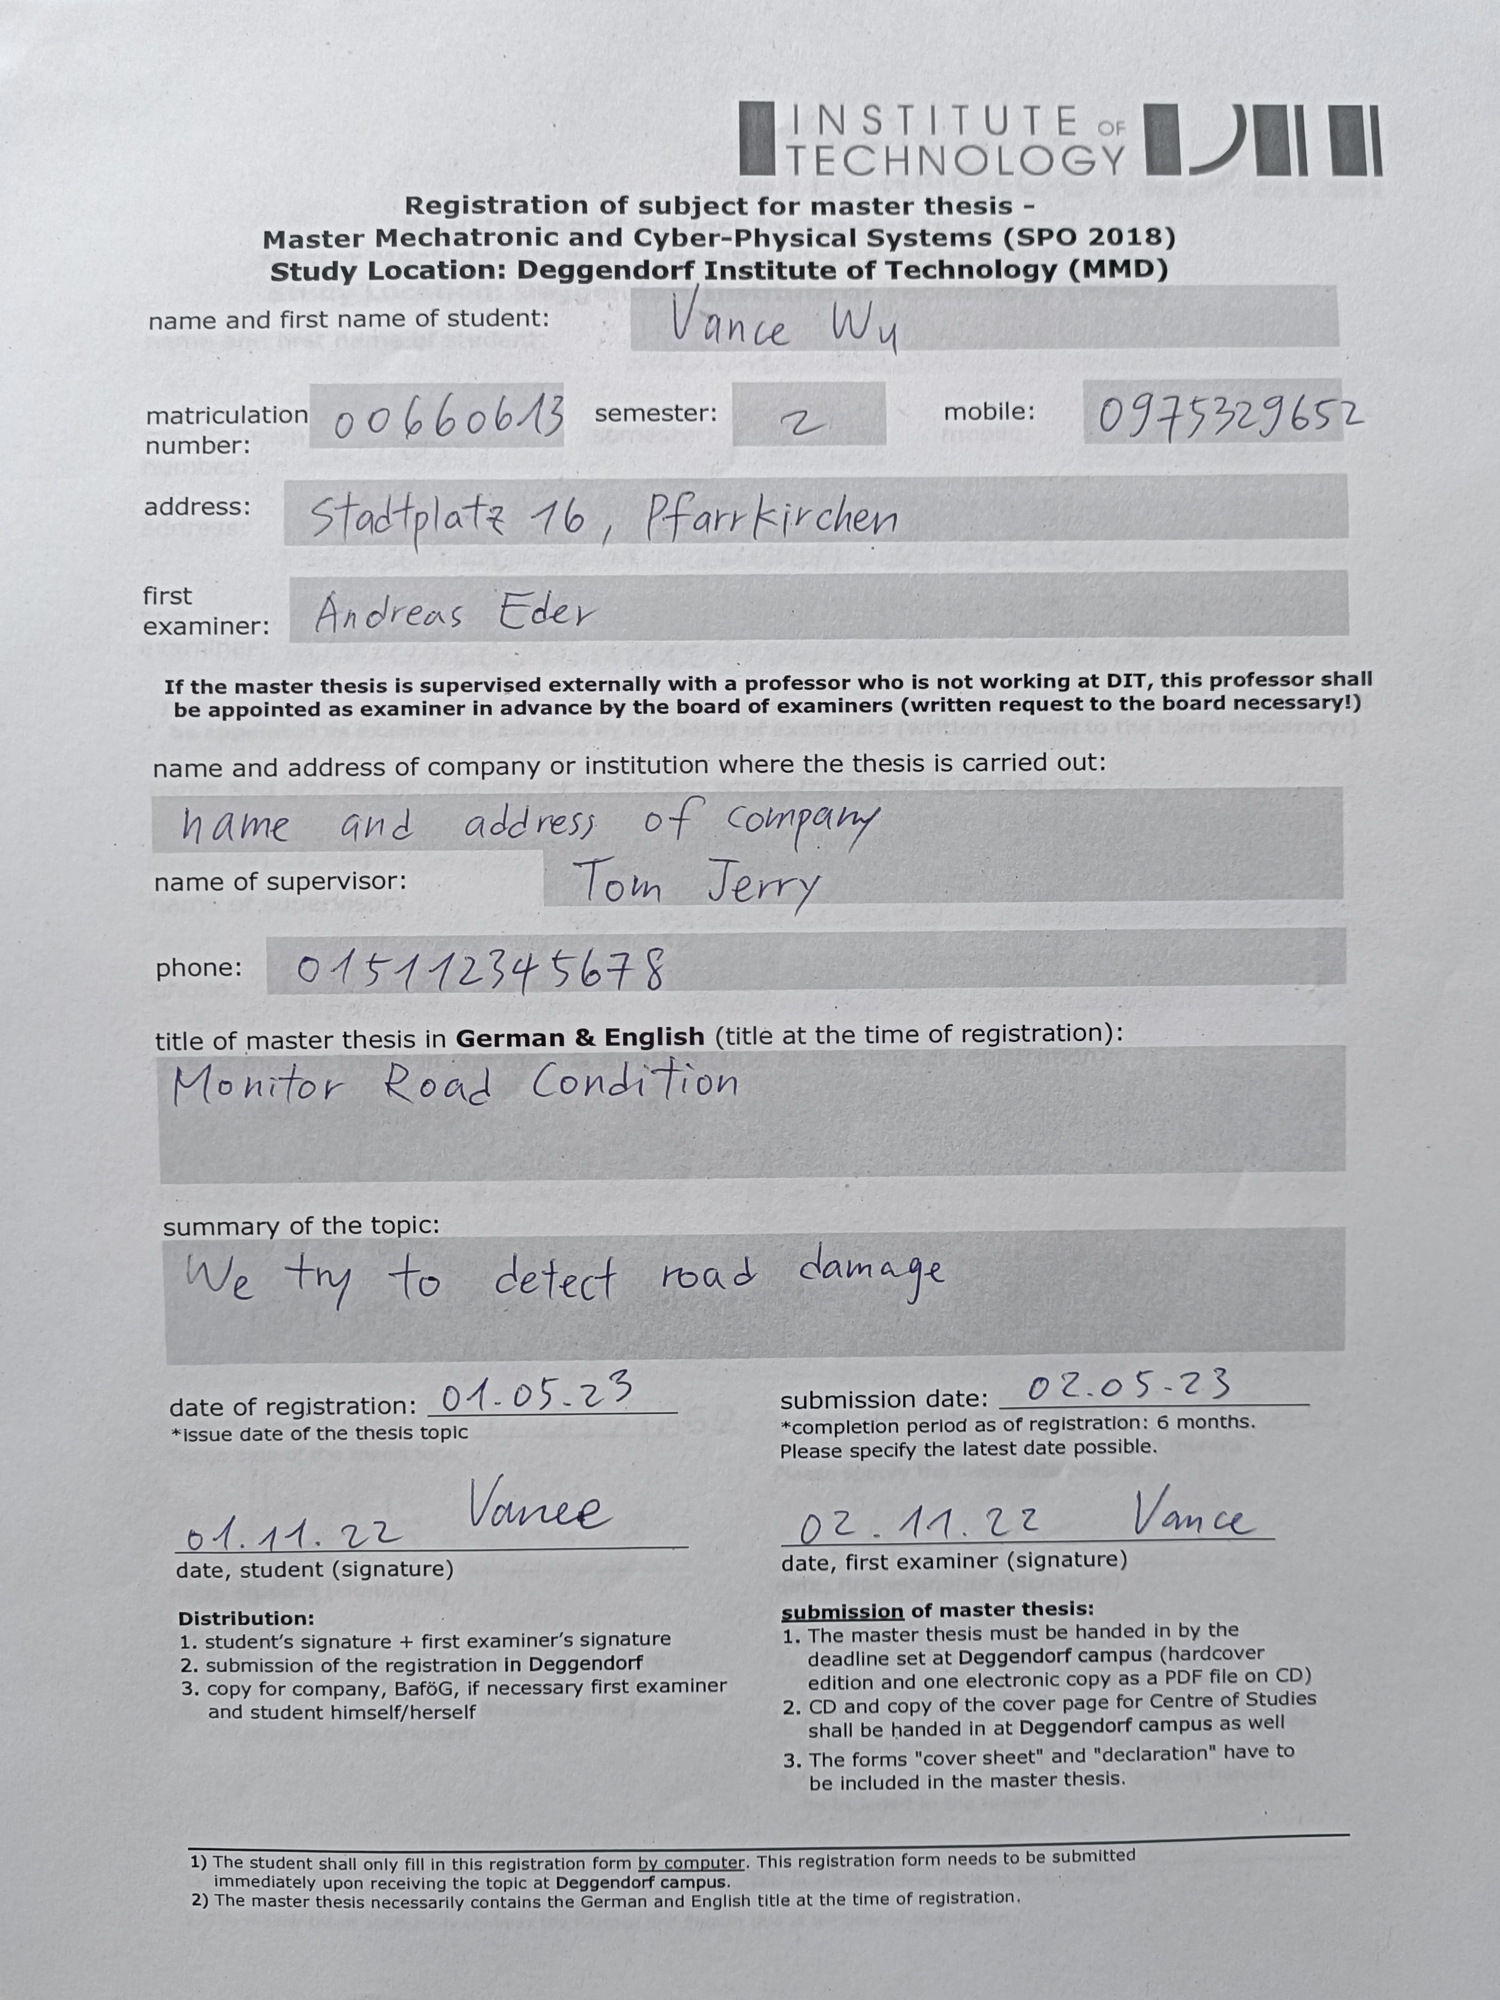 INSTITUTE OF
TECHNOLOGY
Registration of subject for master thesis -
Master Mechatronic and Cyber-Physical Systems (SPO 2018)
Study Location: Deggendorf Institute of Technology (MMD)
name and first name of student: Vance Wu
matriculation number: 00660613 semester: 2 mobile: 0975329652
address: Stadtplatz 16, Pfarrkirchen
first examiner: Andreas Eder
If the master thesis is supervised externally with a professor who is not working at DIT, this professor shall
be appointed as examiner in advance by the board of examiners (written request to the board necessary!)
name and address of company or institution where the thesis is carried out:
name and address of company
name of supervisor: Tom Jerry
phone: 015112345678
title of master thesis in German & English (title at the time of registration):
Monitor Road Condition
summary of the topic:
We try to detect road damage
date of registration: 01.05.23
*issue date of the thesis topic
submission date: 02.05.23
*completion period as of registration: 6 months.
Please specify the latest date possible.
01.11.22 Vance
date, student (signature)
02.11.22 Vance
date, first examiner (signature)
Distribution:
1. student's signature + first examiner's signature
2. submission of the registration in Deggendorf
3. copy for company, BaföG, if necessary first examiner
and student himself/herself
submission of master thesis:
1. The master thesis must be handed in by the
deadline set at Deggendorf campus (hardcover
edition and one electronic copy as a PDF file on CD)
2. CD and copy of the cover page for Centre of Studies
shall be handed in at Deggendorf campus as well
3. The forms "cover sheet" and "declaration" have to
be included in the master thesis.
1) The student shall only fill in this registration form by computer. This registration form needs to be submitted
immediately upon receiving the topic at Deggendorf campus.
2) The master thesis necessarily contains the German and English title at the time of registration.